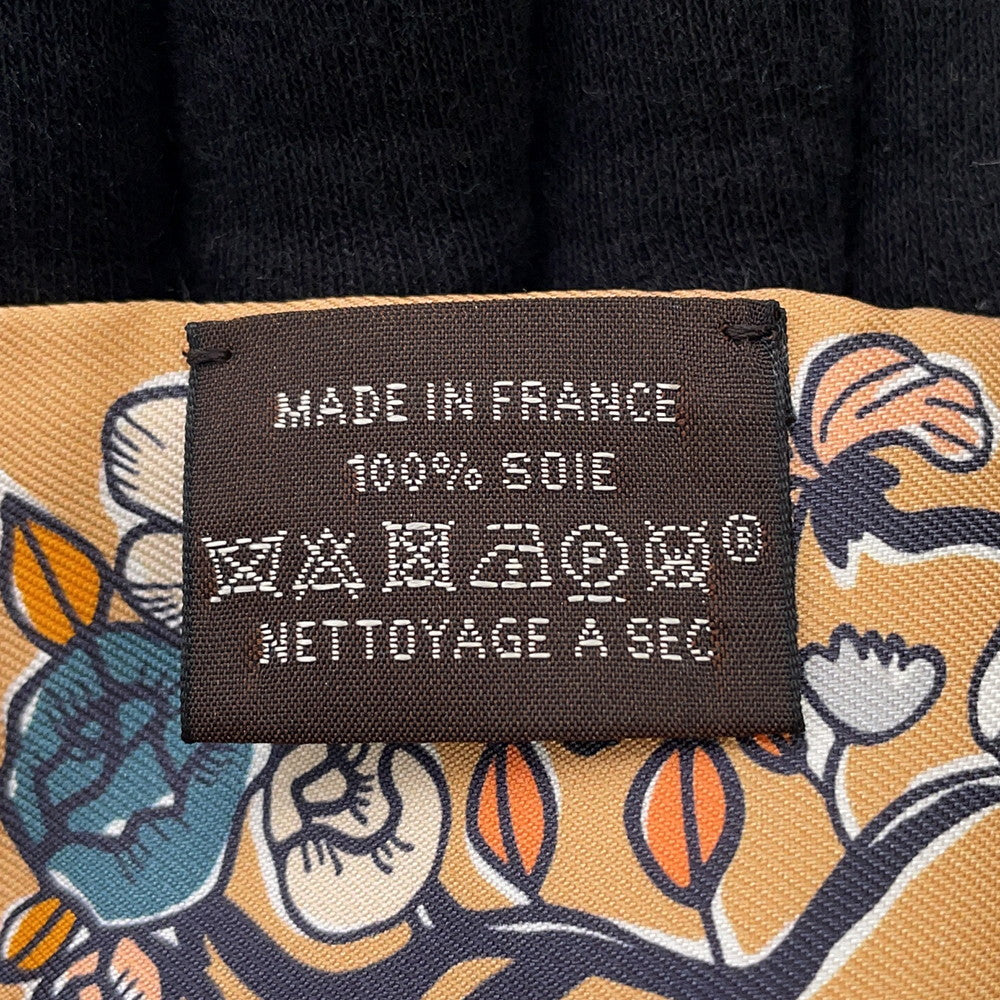 MADE IN FRANCE
100% SOIE
P ®
NETTOYAGE A SEC